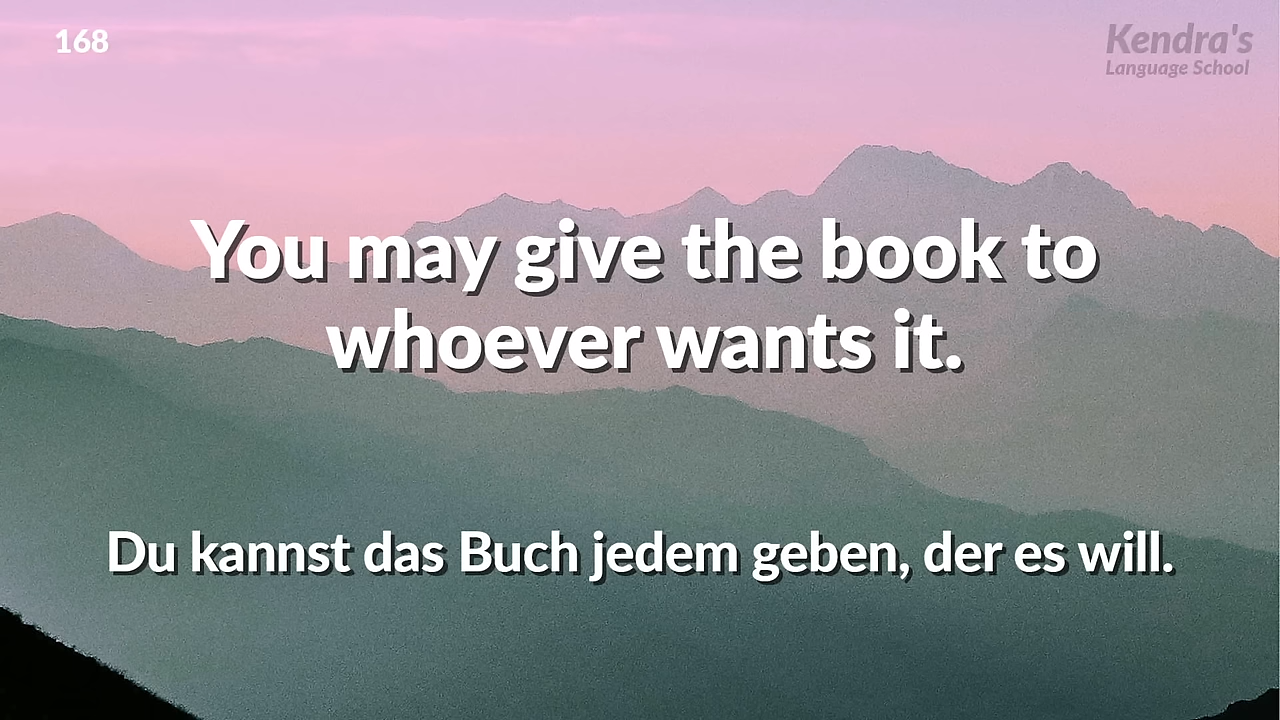 168
Kendra's
Language School
You may give the book to
whoever wants it.
Du kannst das Buch jedem geben, der es will.